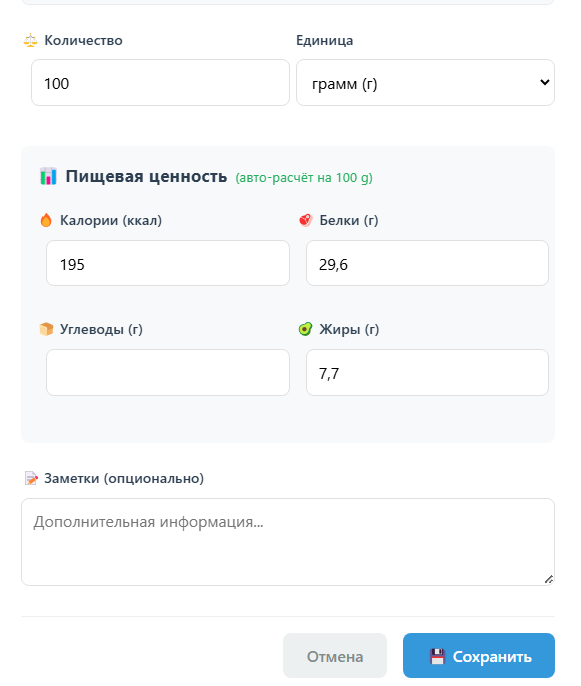 Количество
Единица
100
грамм (г)
Пищевая ценность (авто-расчёт на 100 g)
Калории (ккал)
Белки (г)
195
29,6
Углеводы (г)
Жиры (г)
7,7
Заметки (опционально)
Дополнительная информация...
Отмена
Сохранить